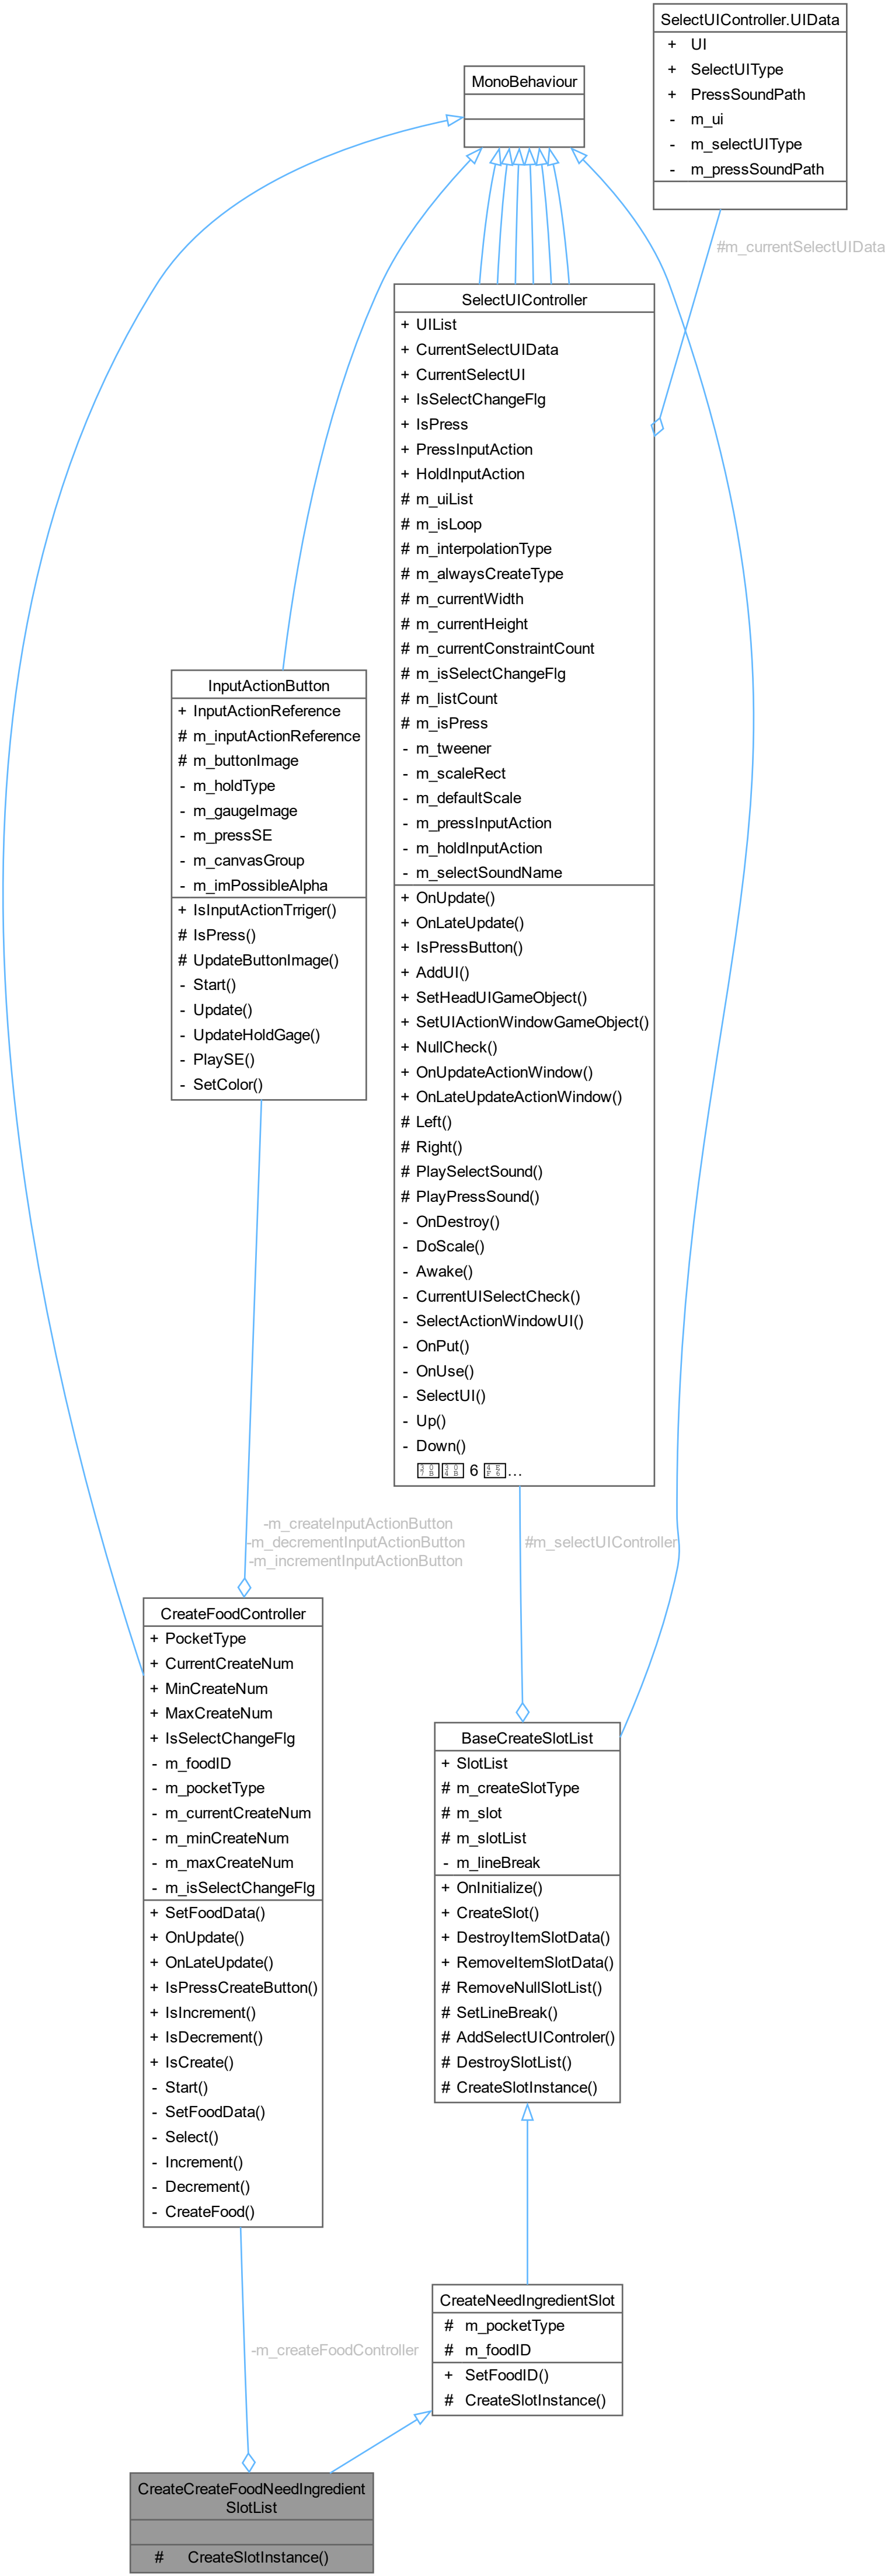 SelectUIController.UIData
+ UI
+ SelectUIType
+ PressSoundPath
- m_ui
- m_selectUIType
- m_pressSoundPath
MonoBehaviour
#m_currentSelectUIData
SelectUIController
+ UIList
+ CurrentSelectUIData
+ CurrentSelectUI
+ IsSelectChangeFlg
+ IsPress
+ PressInputAction
+ HoldInputAction
# m_uiList
# m_isLoop
# m_interpolationType
# m_alwaysCreateType
# m_currentWidth
# m_currentHeight
# m_currentConstraintCount
# m_isSelectChangeFlg
# m_listCount
# m_isPress
- m_tweener
- m_scaleRect
- m_defaultScale
- m_pressInputAction
- m_holdInputAction
- m_selectSoundName
+ OnUpdate()
+ OnLateUpdate()
+ IsPressButton()
+ AddUI()
+ SetHeadUIGameObject()
+ SetUIActionWindowGameObject()
+ NullCheck()
+ OnUpdateActionWindow()
+ OnLateUpdateActionWindow()
# Left()
# Right()
# PlaySelectSound()
# PlayPressSound()
- OnDestroy()
- DoScale()
- Awake()
- CurrentUISelectCheck()
- SelectActionWindowUI()
- OnPut()
- OnUse()
- SelectUI()
- Up()
- Down()
6 ...
InputActionButton
+ InputActionReference
# m_inputActionReference
# m_buttonImage
- m_holdType
- m_gaugeImage
- m_pressSE
- m_canvasGroup
- m_imPossibleAlpha
+ IsInputActionTrriger()
# IsPress()
# UpdateButtonImage()
- Start()
- Update()
- UpdateHoldGage()
- PlaySE()
- SetColor()
-m_createInputActionButton
-m_decrementInputActionButton
-m_incrementInputActionButton
#m_selectUIController
CreateFoodController
+ PocketType
+ CurrentCreateNum
+ MinCreateNum
+ MaxCreateNum
+ IsSelectChangeFlg
- m_foodID
- m_pocketType
- m_currentCreateNum
- m_minCreateNum
- m_maxCreateNum
- m_isSelectChangeFlg
+ SetFoodData()
+ OnUpdate()
+ OnLateUpdate()
+ IsPressCreateButton()
+ IsIncrement()
+ IsDecrement()
+ IsCreate()
- Start()
- SetFoodData()
- Select()
- Increment()
- Decrement()
- CreateFood()
BaseCreateSlotList
+ SlotList
# m_createSlotType
# m_slot
# m_slotList
- m_lineBreak
+ OnInitialize()
+ CreateSlot()
+ DestroyItemSlotData()
+ RemoveItemSlotData()
# RemoveNullSlotList()
# SetLineBreak()
# AddSelectUIControler()
# DestroySlotList()
# CreateSlotInstance()
CreateNeedIngredientSlot
# m_pocketType
# m_foodID
+ SetFoodID()
# CreateSlotInstance()
-m_createFoodController
CreateCreateFoodNeedIngredient
SlotList
# CreateSlotInstance()